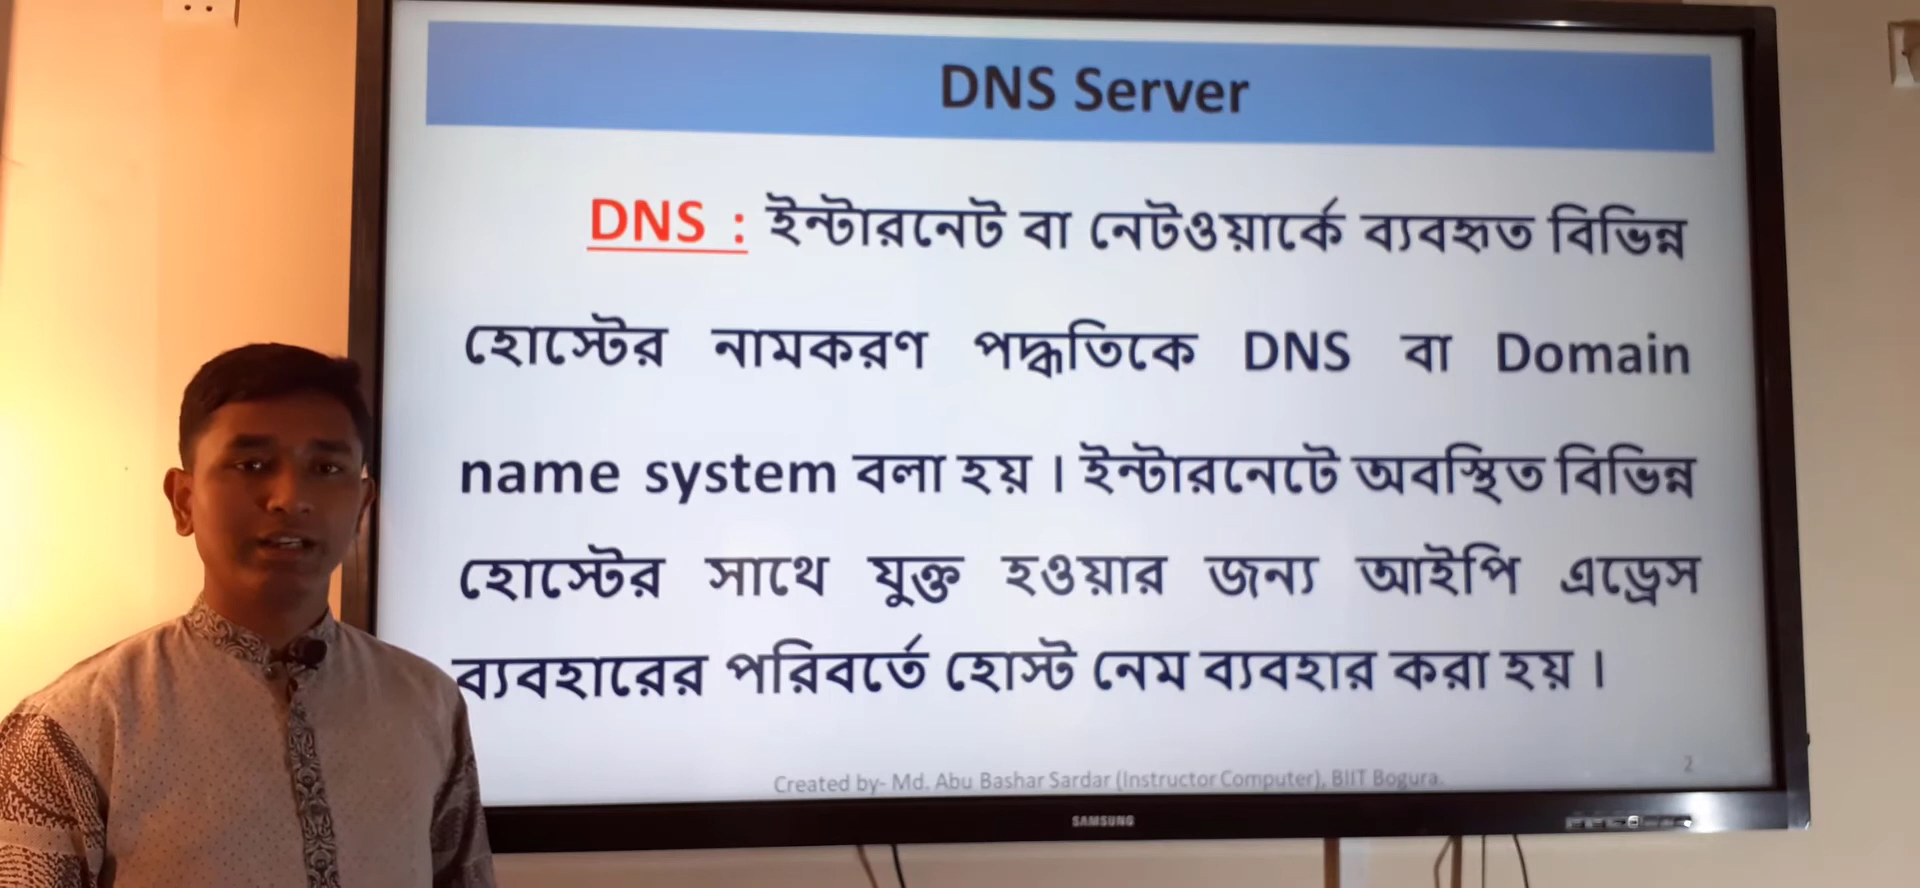 DNS Server
DNS : ইন্টারনেট বা নেটওয়ার্কে ব্যবহৃত বিভিন্ন
হোস্টের নামকরণ পদ্ধতিকে DNS বা Domain
name system বলা হয় । ইন্টারনেটে অবস্থিত বিভিন্ন
হোস্টের সাথে যুক্ত হওয়ার জন্য আইপি এড্রেস
ব্যবহারের পরিবর্তে হোস্ট নেম ব্যবহার করা হয় ।
Created by- Md. Abu Bashar Sardar (Instructor Computer), BIIT Bogura.
2
SAMSUNG